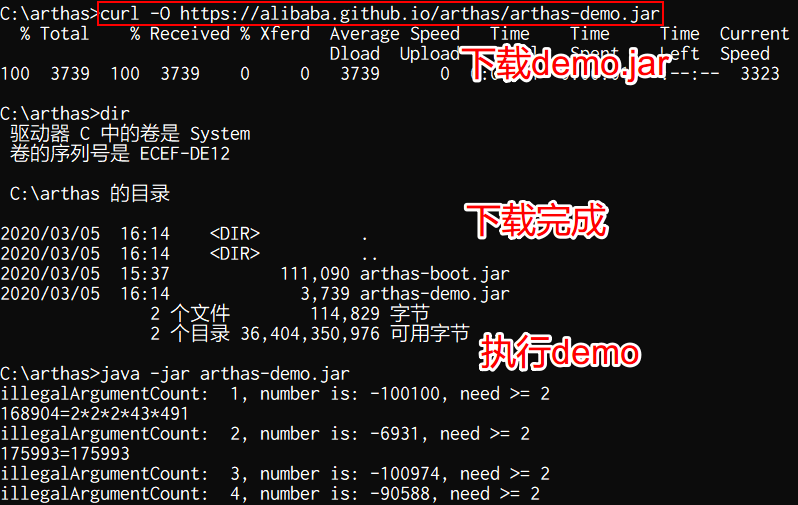 C:\arthas>curl -O https://alibaba.github.io/arthas/arthas-demo.jar
% Total % Received % Xferd Average Speed Time Time Time Current
Dload Upload Left Speed
100 3739 100 3739 0 0 3739 0 --:-- 3323
下载demo.jar
C:\arthas>dir
驱动器 C 中的卷是 System
卷的序列号是 ECEF-DE12
C:\arthas 的目录
下载完成
2020/03/05 16:14 <DIR> .
2020/03/05 16:14 <DIR> ..
2020/03/05 15:37 111,090 arthas-boot.jar
2020/03/05 16:14 3,739 arthas-demo.jar
2 个文件 114,829 字节
2 个目录 36,404,350,976 可用字节
执行demo
C:\arthas>java -jar arthas-demo.jar
illegalArgumentCount: 1, number is: -100100, need >= 2
168904=2*2*2*43*491
illegalArgumentCount: 2, number is: -6931, need >= 2
175993=175993
illegalArgumentCount: 3, number is: -100974, need >= 2
illegalArgumentCount: 4, number is: -90588, need >= 2